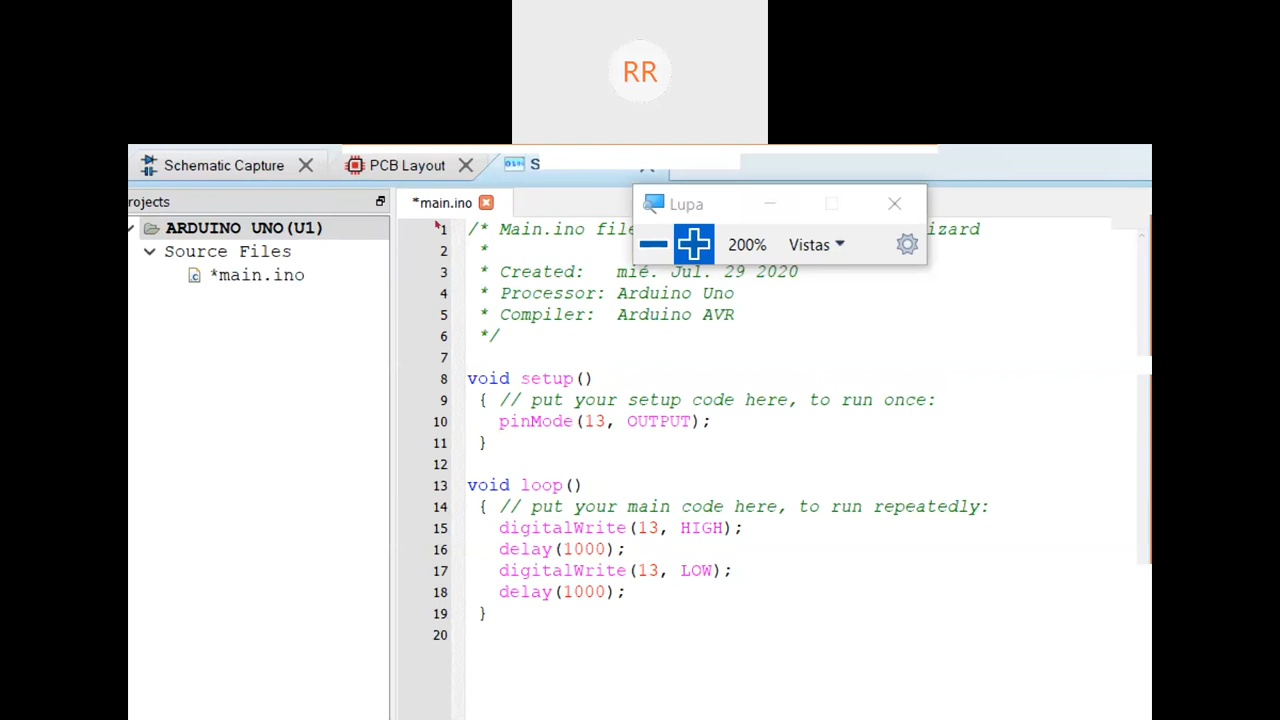 RR
Schematic Capture PCB Layout S
rojects
*main.ino
Lupa
200% Vistas
ARDUINO UNO(U1)
Source Files
*main.ino
1 /* Main.ino izard
2 *
3 * Created: mié. Jul. 29 2020
4 * Processor: Arduino Uno
5 * Compiler: Arduino AVR
6 */
7
8 void setup()
9 { // put your setup code here, to run once:
10 pinMode(13, OUTPUT);
11 }
12
13 void loop()
14 { // put your main code here, to run repeatedly:
15 digitalWrite(13, HIGH);
16 delay(1000);
17 digitalWrite(13, LOW);
18 delay(1000);
19 }
20